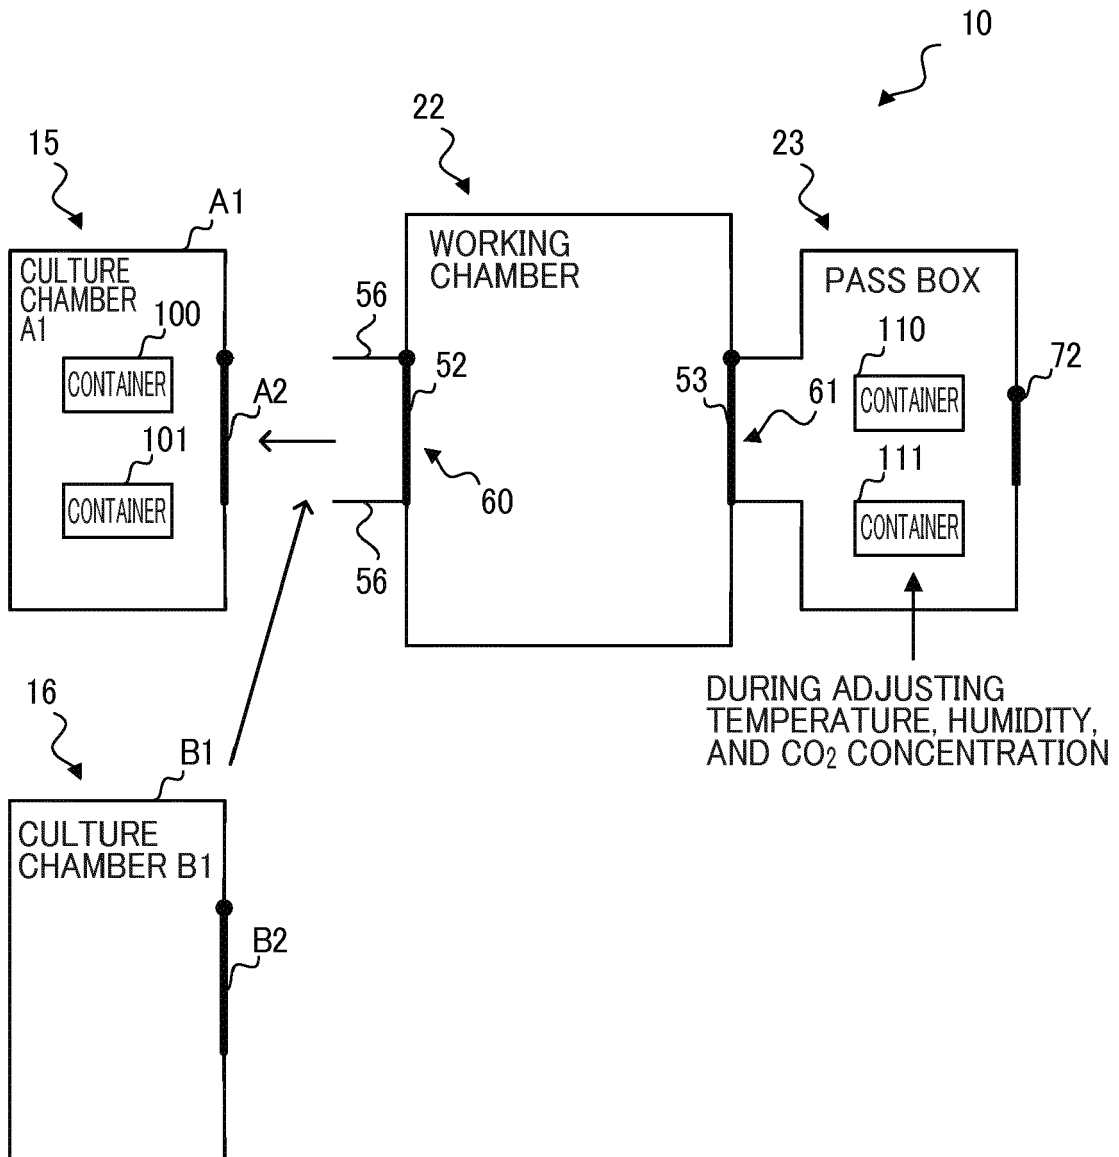 10
22
15
23
A1
WORKING
CHAMBER
CULTURE
CHAMBER
A1
PASS BOX
100
56
110
CONTAINER
52
53
61
72
A2
CONTAINER
101
111
CONTAINER
60
CONTAINER
56
16
DURING ADJUSTING
TEMPERATURE, HUMIDITY,
AND CO2 CONCENTRATION
B1
CULTURE
CHAMBER B1
B2